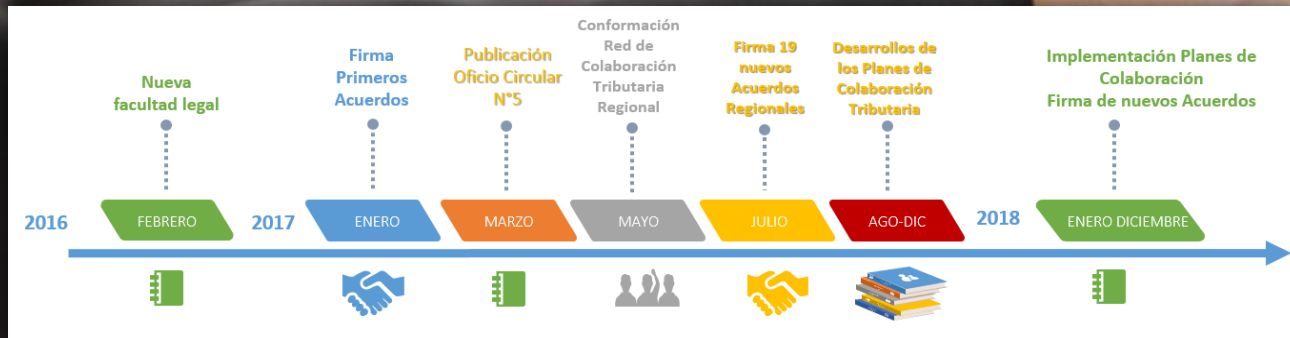 Nueva
facultad legal
Firma
Primeros
Acuerdos
Publicación
Oficio Circular
N°5
Conformación
Red de
Colaboración
Tributaria
Regional
Firma 19
nuevos
Acuerdos
Regionales
Desarrollos de
los Planes de
Colaboración
Tributaria
Implementación Planes de
Colaboración
Firma de nuevos Acuerdos
2016
FEBRERO
2017
ENERO
MARZO
MAYO
JULIO
AGO-DIC
2018
ENERO DICIEMBRE